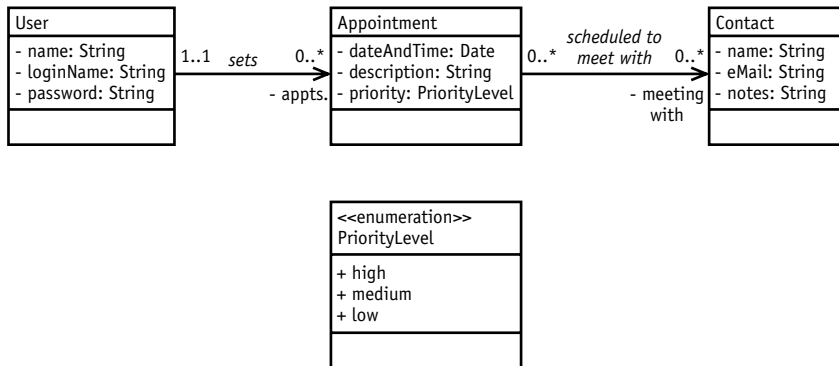 User
- name: String
- loginName: String
- password: String
1..1
sets
0..*
- appts.
Appointment
- dateAndTime: Date
- description: String
- priority: PriorityLevel
0..*
scheduled to
meet with
0..*
- meeting
with
Contact
- name: String
- eMail: String
- notes: String
<<enumeration>>
PriorityLevel
+ high
+ medium
+ low